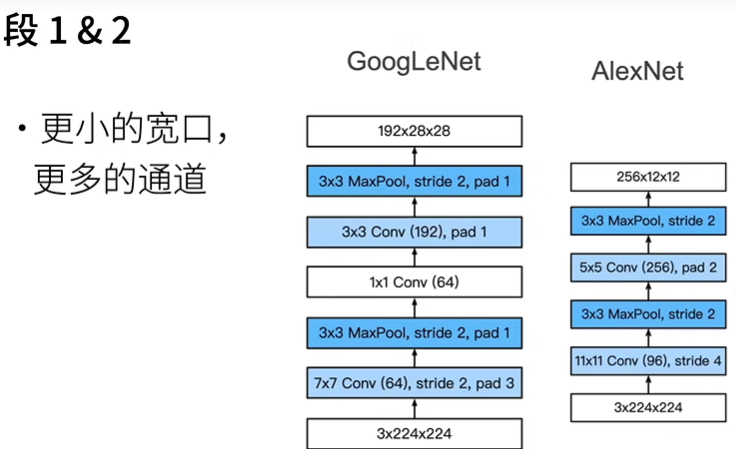 段 1 & 2
GoogLeNet
AlexNet
· 更小的宽口，
更多的通道
192x28x28
3x3 MaxPool, stride 2, pad 1
3x3 Conv (192), pad 1
1x1 Conv (64)
3x3 MaxPool, stride 2, pad 1
7x7 Conv (64), stride 2, pad 3
3x224x224
256x12x12
3x3 MaxPool, stride 2
5x5 Conv (256), pad 2
3x3 MaxPool, stride 2
11x11 Conv (96), stride 4
3x224x224